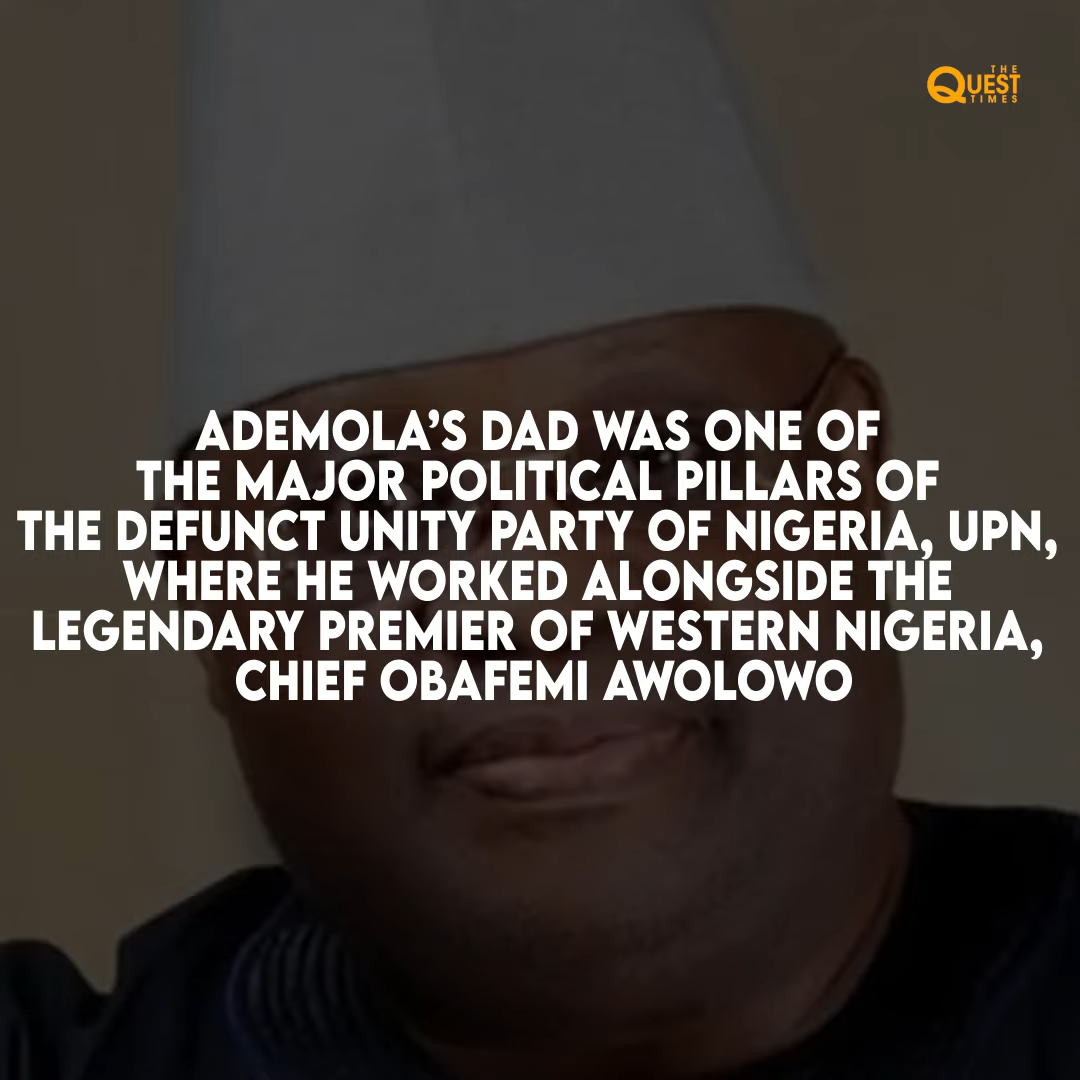 THE
QUEST
TIMES
ADEMOLA'S DAD WAS ONE OF
THE MAJOR POLITICAL PILLARS OF
THE DEFUNCT UNITY PARTY OF NIGERIA, UPN,
WHERE HE WORKED ALONGSIDE THE
LEGENDARY PREMIER OF WESTERN NIGERIA,
CHIEF OBAFEMI AWOLOWO